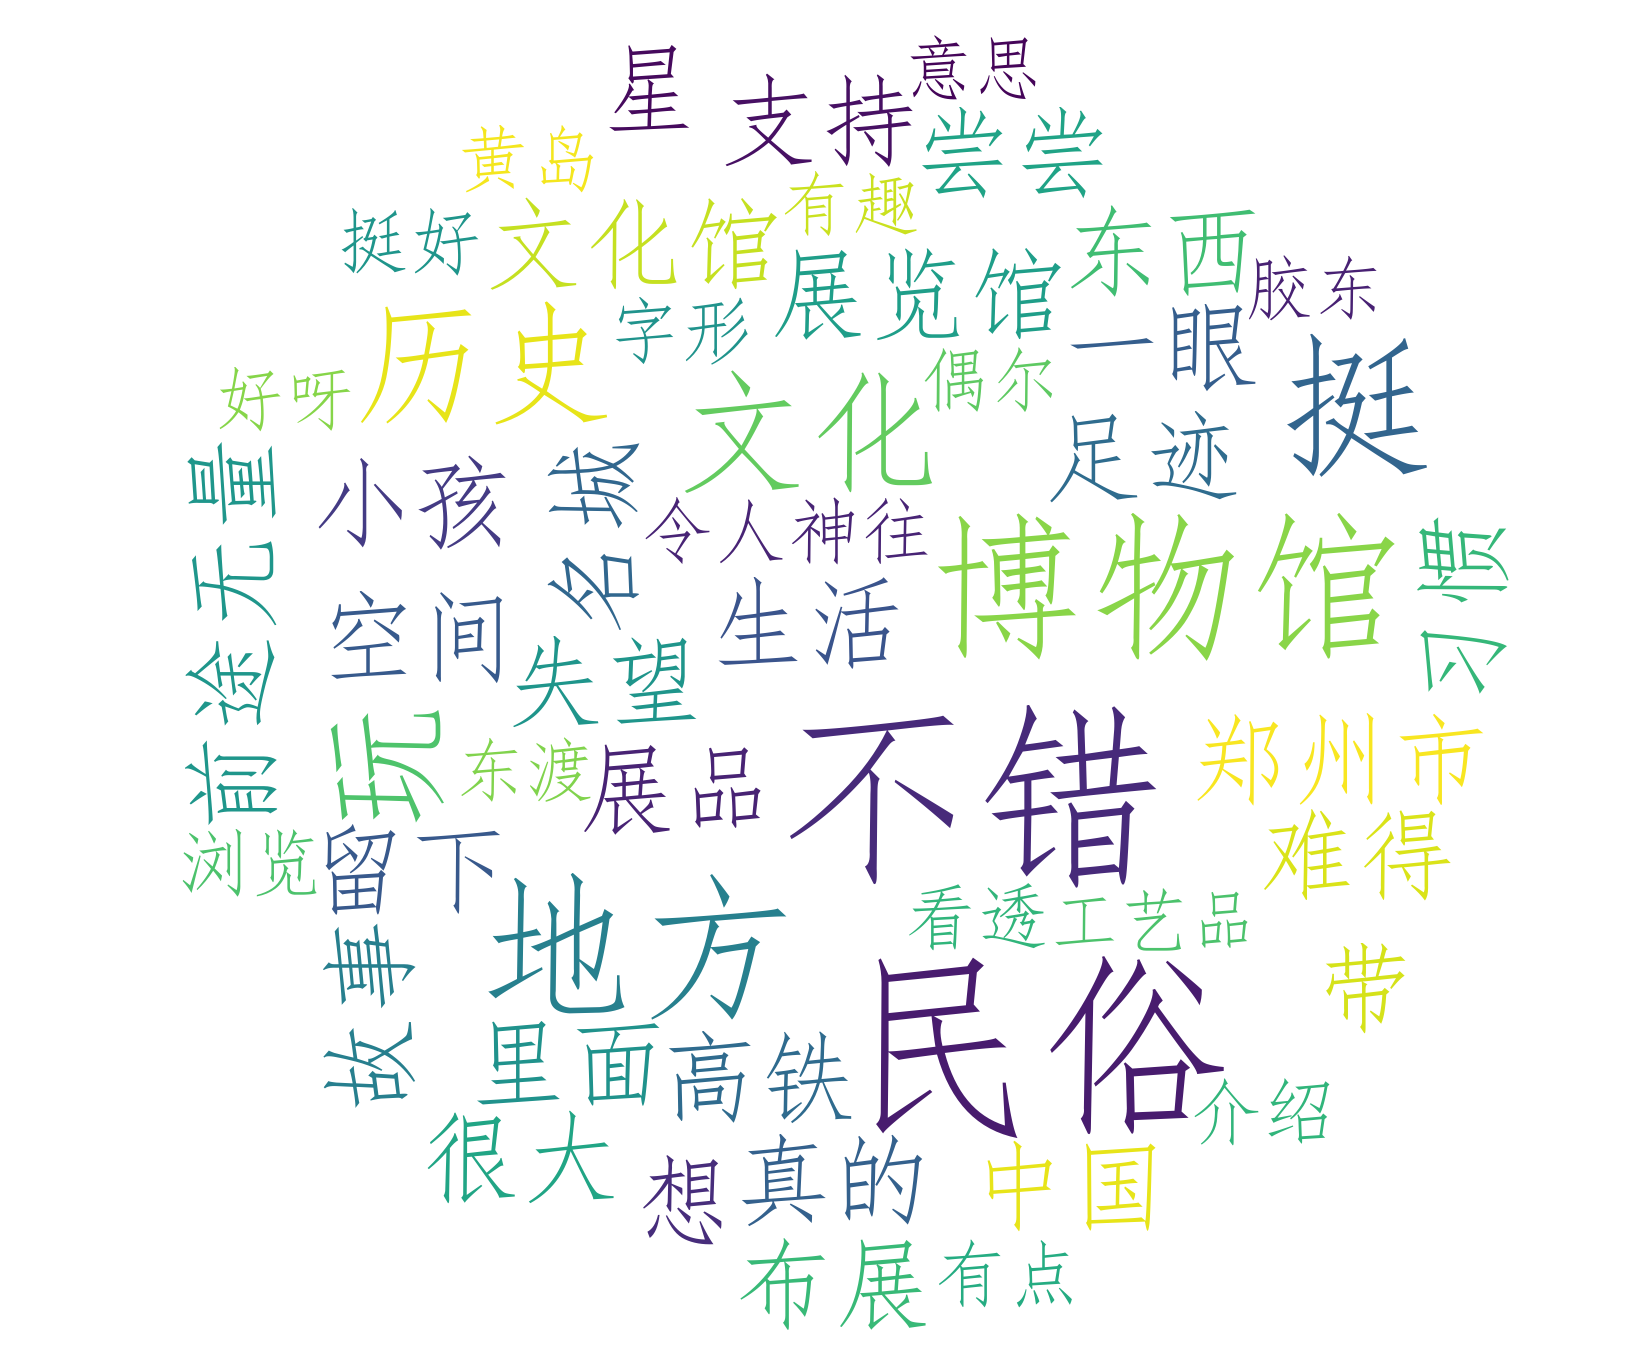 星
支持
意思
黄岛
尝尝
有趣
挺好
文化馆
东西
展览馆
胶东
字形
历史
一眼
挺
偶尔
好呀
文化
足迹
前途无量
小孩
名城
令人神往
博物馆
习惯
空间
生活
失望
玩
不错
郑州市
东渡
展品
浏览
留下
难得
地方
看透
工艺品
故事
民俗
带
里面
高铁
介绍
很大
想
真的
中国
布展
有点